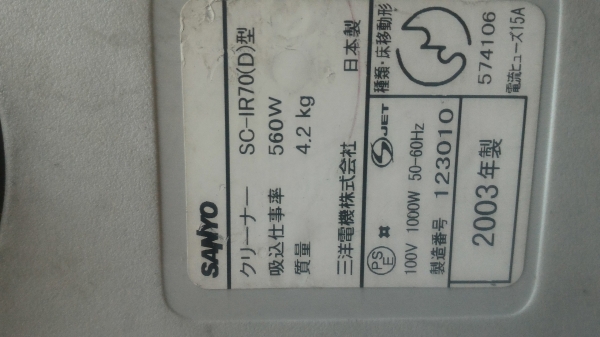 SANYO
クリーナー SC-IR70(D)型
吸込仕事率 560W
質量 4.2 kg
三洋電機株式会社 日本製
PS
E
JET
種類・床移動形
100V 1000W 50-60Hz
製造番号 123010
574106
2003年製
電流ヒューズ15A